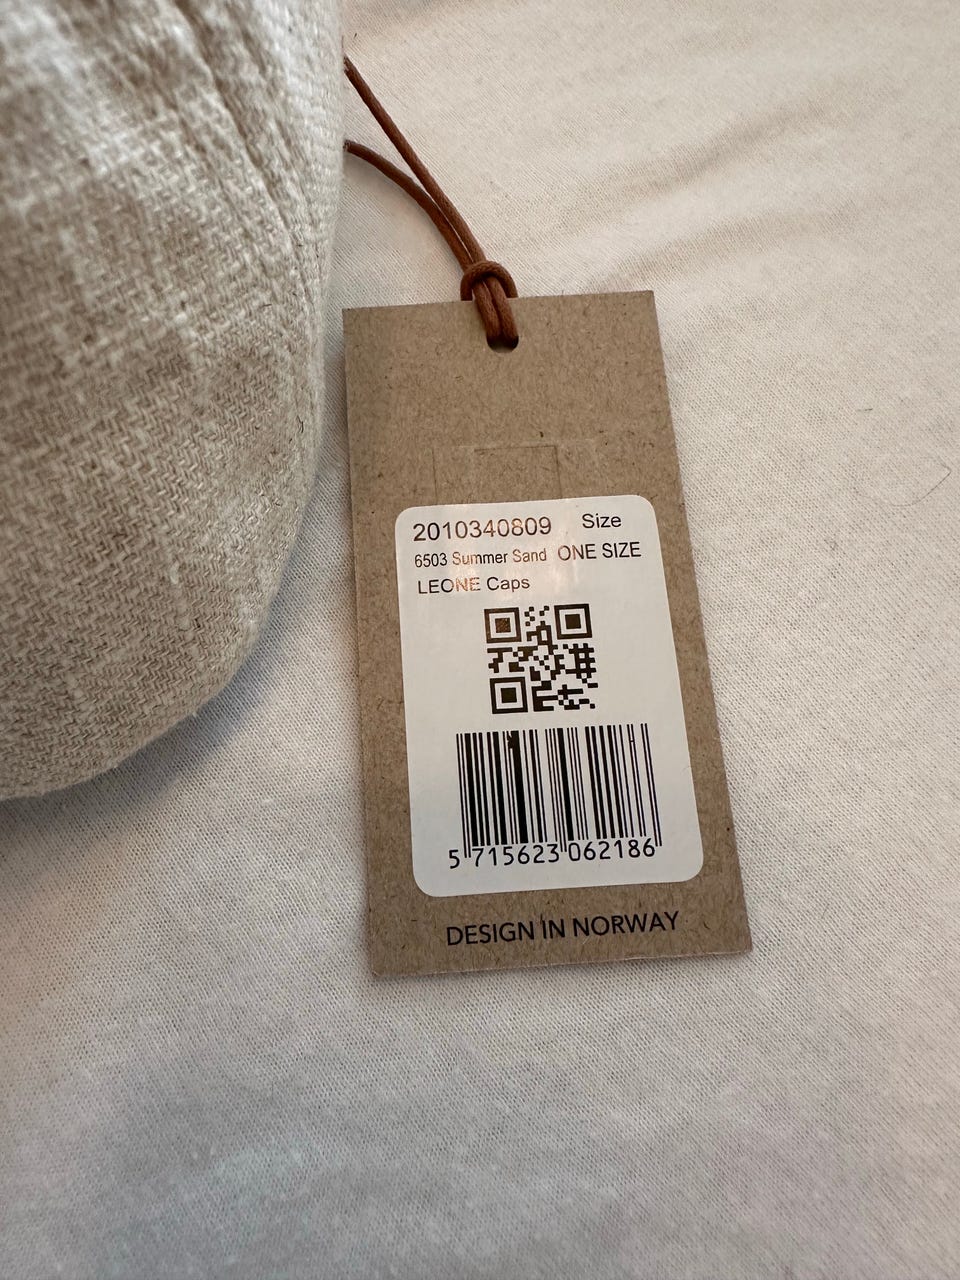 2010340809 Size
6503 Summer Sand ONE SIZE
LEONE Caps
5 715623 062186
DESIGN IN NORWAY